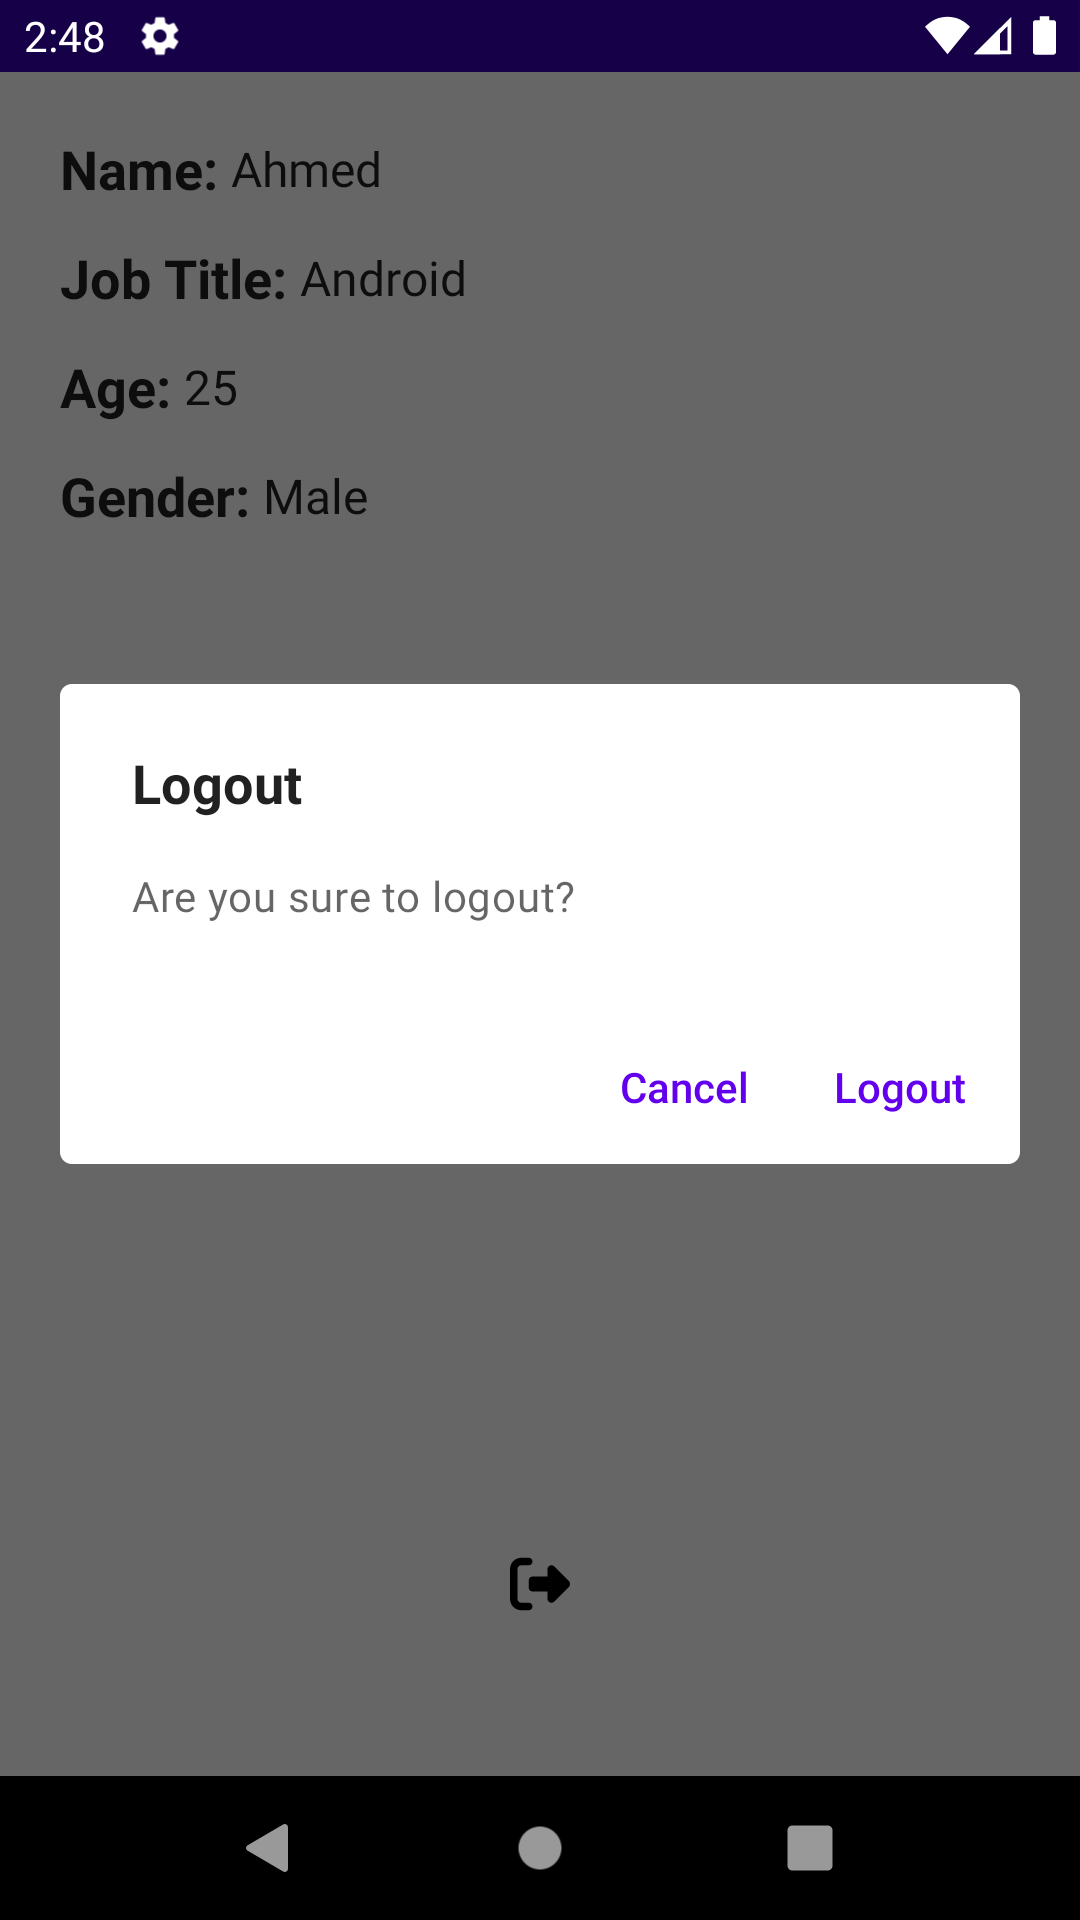 2:48
Name: Ahmed
Job Title: Android
Age: 25
Gender: Male
Logout
Are you sure to logout?
Cancel Logout